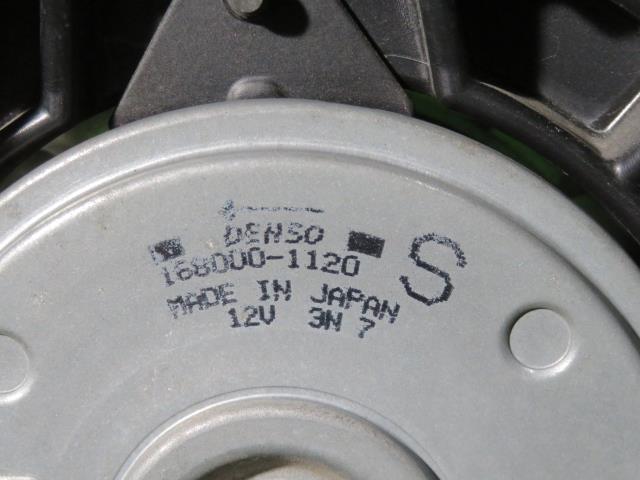 DENSO
168000-1120 S
MADE IN JAPAN
12V 3N 7